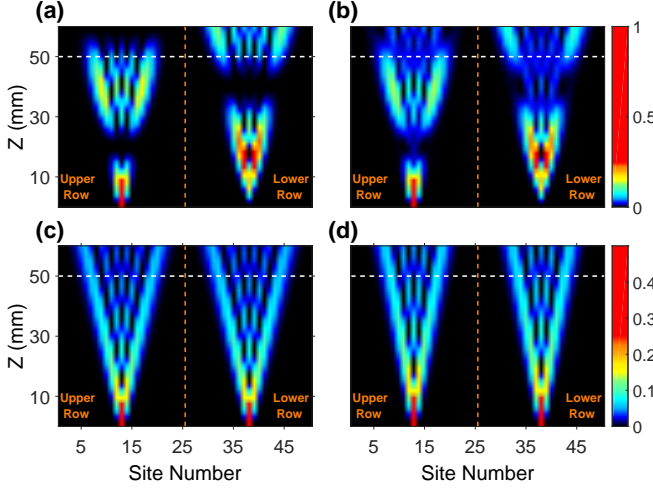 (a)
(b)
50
30
10
Z (mm)
Upper
Row
Lower
Row
Upper
Row
Lower
Row
1
0.5
0
(c)
(d)
50
30
10
Z (mm)
Upper
Row
Lower
Row
Upper
Row
Lower
Row
0.4
0.3
0.2
0.1
0
5 15 25 35 45
5 15 25 35 45
Site Number
Site Number